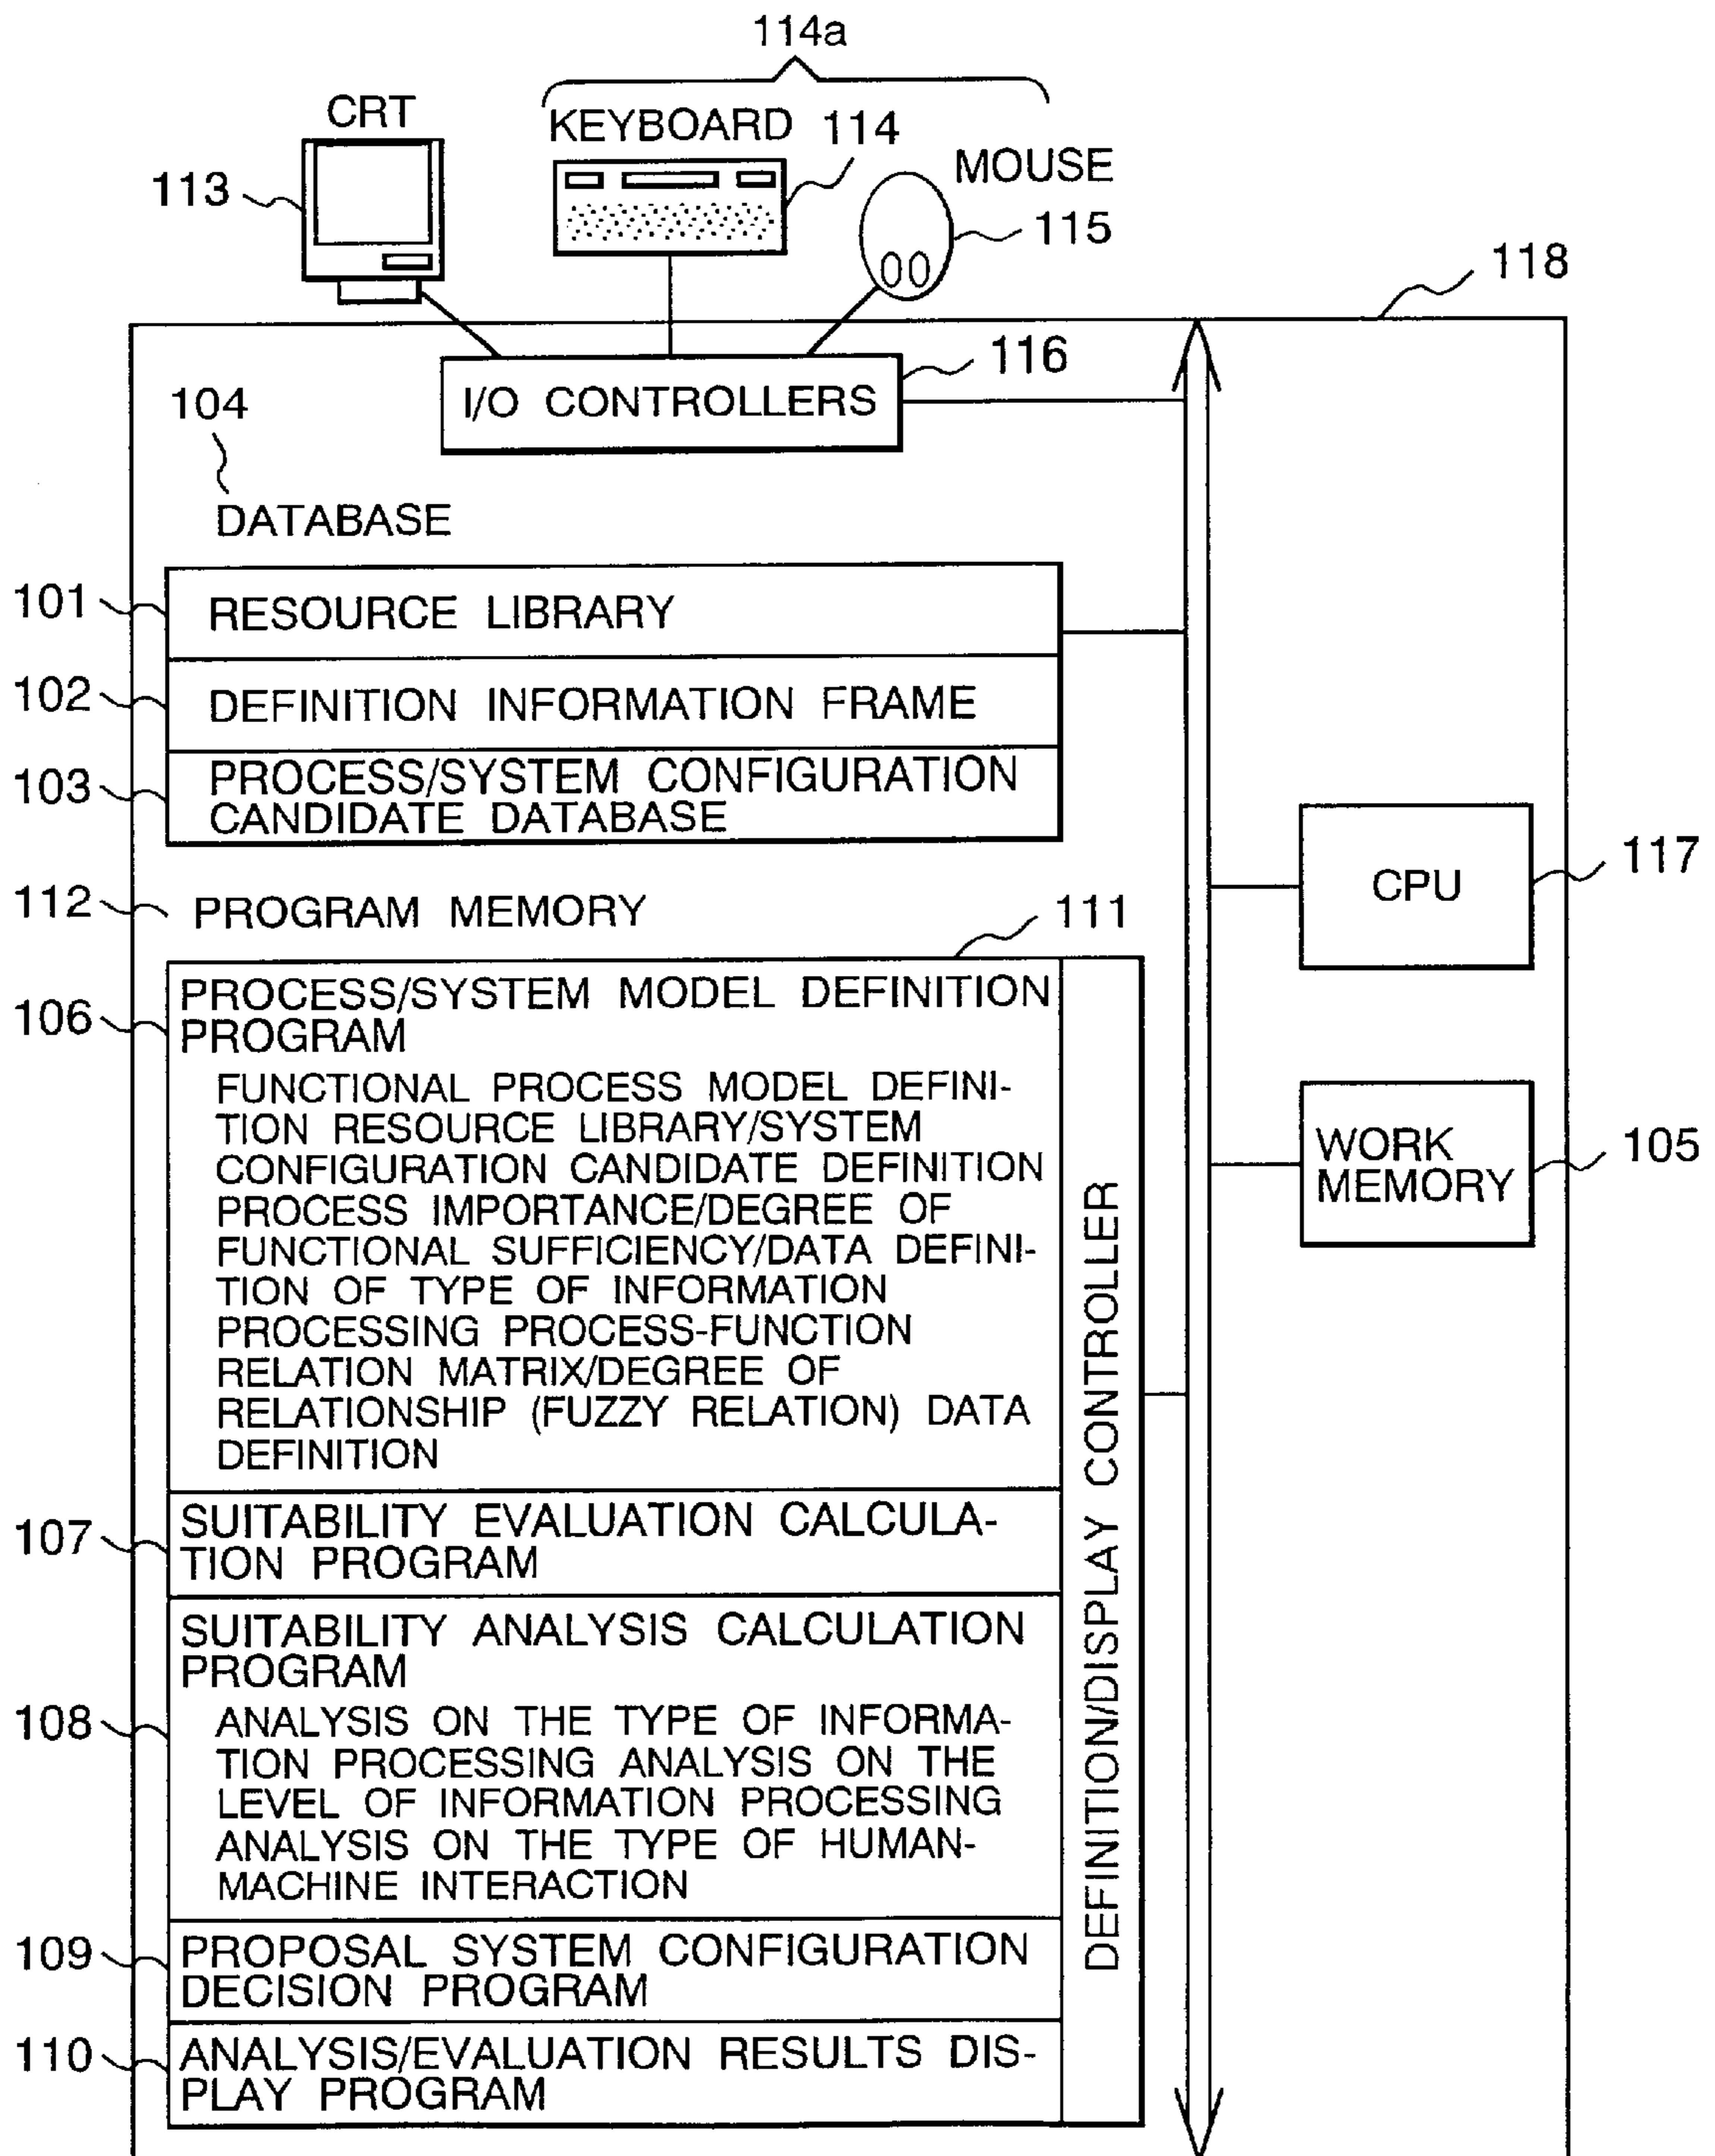 114a
CRT
KEYBOARD
114
MOUSE
113
115
118
116
I/O CONTROLLERS
104
DATABASE
101
RESOURCE LIBRARY
102
DEFINITION INFORMATION FRAME
103
PROCESS/SYSTEM CONFIGURATION
CANDIDATE DATABASE
117
CPU
112
PROGRAM MEMORY
111
106
PROCESS/SYSTEM MODEL DEFINITION
PROGRAM
FUNCTIONAL PROCESS MODEL DEFINI-
TION RESOURCE LIBRARY/SYSTEM
CONFIGURATION CANDIDATE DEFINITION
PROCESS IMPORTANCE/DEGREE OF
FUNCTIONAL SUFFICIENCY/DATA DEFINI-
TION OF TYPE OF INFORMATION
PROCESSING PROCESS-FUNCTION
RELATION MATRIX/DEGREE OF
RELATIONSHIP (FUZZY RELATION) DATA
DEFINITION
WORK
MEMORY
105
DEFINITION/DISPLAY CONTROLLER
107
SUITABILITY EVALUATION CALCULA-
TION PROGRAM
SUITABILITY ANALYSIS CALCULATION
PROGRAM
108
ANALYSIS ON THE TYPE OF INFORMA-
TION PROCESSING ANALYSIS ON THE
LEVEL OF INFORMATION PROCESSING
ANALYSIS ON THE TYPE OF HUMAN-
MACHINE INTERACTION
109
PROPOSAL SYSTEM CONFIGURATION
DECISION PROGRAM
110
ANALYSIS/EVALUATION RESULTS DIS-
PLAY PROGRAM